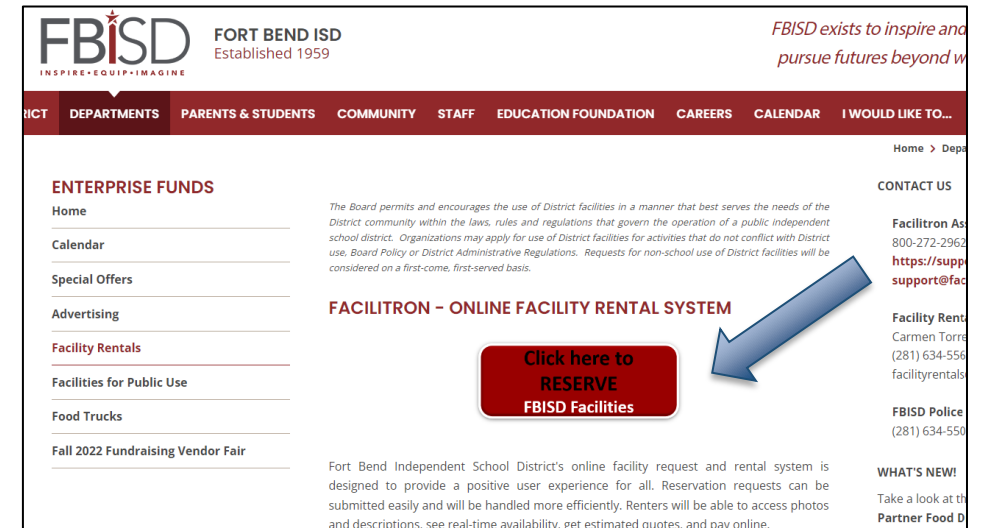 FBISD
INSPIRE•EQUIP•IMAGINE
FORT BEND ISD
Established 1959
FBISD exists to inspire and
pursue futures beyond
DEPARTMENTS PARENTS & STUDENTS COMMUNITY STAFF EDUCATION FOUNDATION CAREERS CALENDAR I WOULD LIKE TO...
Home >
ENTERPRISE FUNDS
Home
Calendar
Special Offers
Advertising
Facility Rentals
Facilities for Public Use
Food Trucks
Fall 2022 Fundraising Vendor Fair
The Board permits and encourages the use of District facilities in a manner that best serves the needs of the
District community within the laws, rules and regulations that govern the operation of a public independent
school district. Organizations may apply for use of District facilities for activities that do not conflict with District
use, Board Policy or District Administrative Regulations. Requests for non-school use of District facilities will be
considered on a first-come, first-served basis.
FACILITRON – ONLINE FACILITY RENTAL SYSTEM
Click here to
RESERVE
FBISD Facilities
Fort Bend Independent School District's online facility request and rental system is
designed to provide a positive user experience for all. Reservation requests can be
submitted easily and will be handled more efficiently. Renters will be able to access photos
and descriptions, see real-time availability, get estimated quotes, and pay online.
CONTACT US
Facilitron
800-272-2962
https://supp
support@fac
Facility
Carmen
(281) 634-556
facilityrentals
FBISD Police
(281) 634-550
WHAT'S NEW!
Take a look at
Partner Food